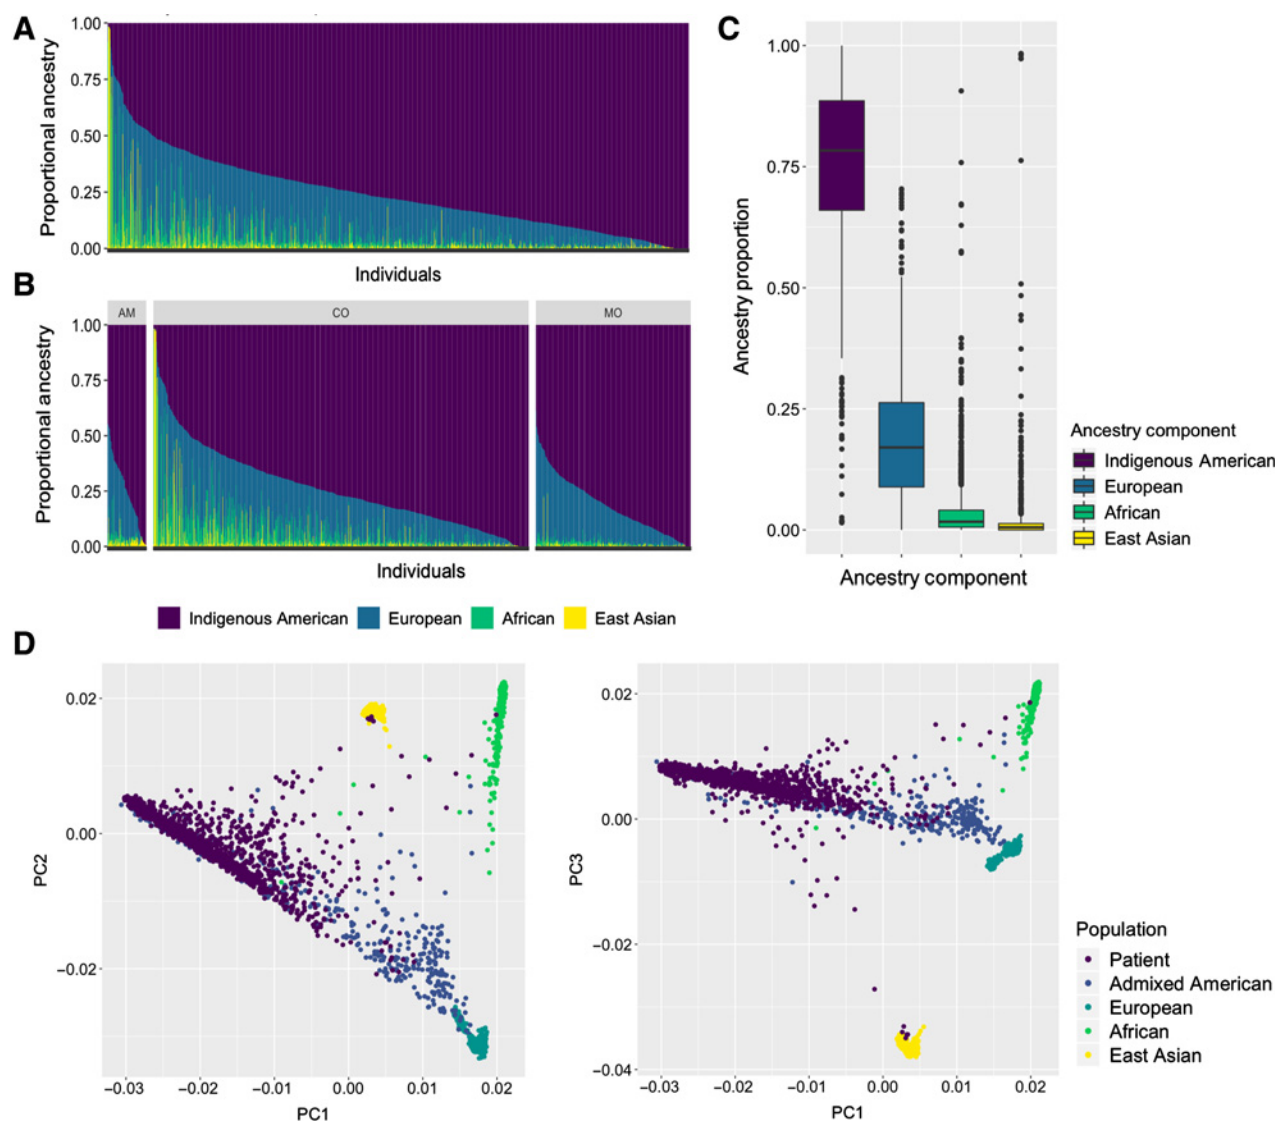 A
Proportional ancestry
1.00
0.75
0.50
0.25
0.00
Individuals
B
AM
CO
MO
Proportional ancestry
1.00
0.75
0.50
0.25
0.00
Individuals
Indigenous American
European
African
East Asian
C
Ancestry proportion
1.00
0.75
0.50
0.25
0.00
Ancestry component
Ancestry component
Indigenous American
European
African
East Asian
D
PC2
0.02
0.00
−0.02
−0.03
−0.02
−0.01
0.00
0.01
0.02
PC1
PC3
0.02
0.00
−0.02
−0.04
−0.03
−0.02
−0.01
0.00
0.01
0.02
PC1
Population
Patient
Admixed American
European
African
East Asian